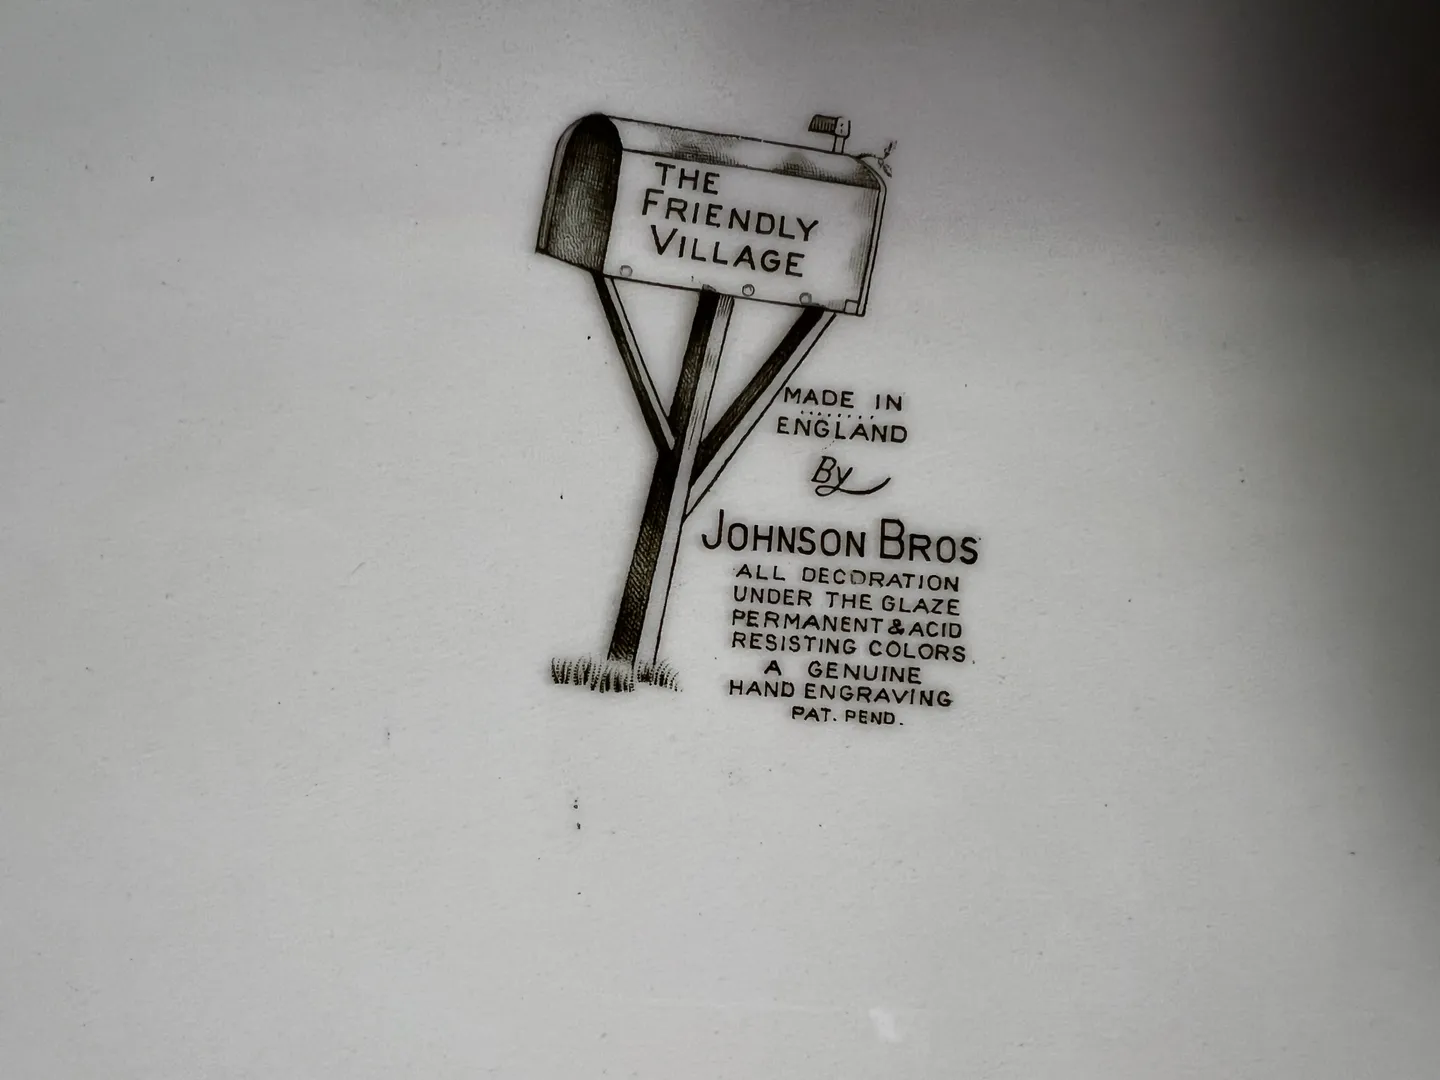 THE
FRIENDLY
VILLAGE
MADE IN
ENGLAND
By
JOHNSON BROS
ALL DECORATION
UNDER THE GLAZE
PERMANENT & ACID
RESISTING COLORS.
A GENUINE
HAND ENGRAVING
PAT. PEND.